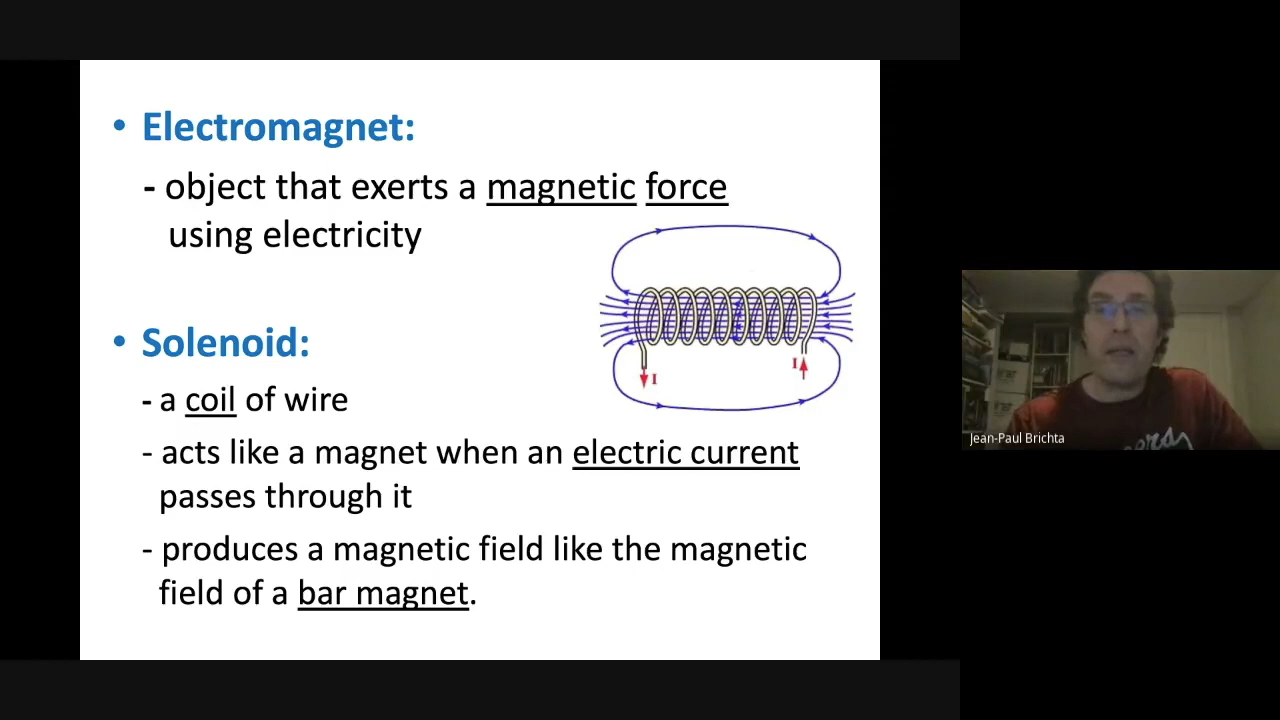 • Electromagnet:
- object that exerts a magnetic force
using electricity
• Solenoid:
- a coil of wire
- acts like a magnet when an electric current
passes through it
- produces a magnetic field like the magnetic
field of a bar magnet.
I
I
Jean-Paul Brichta